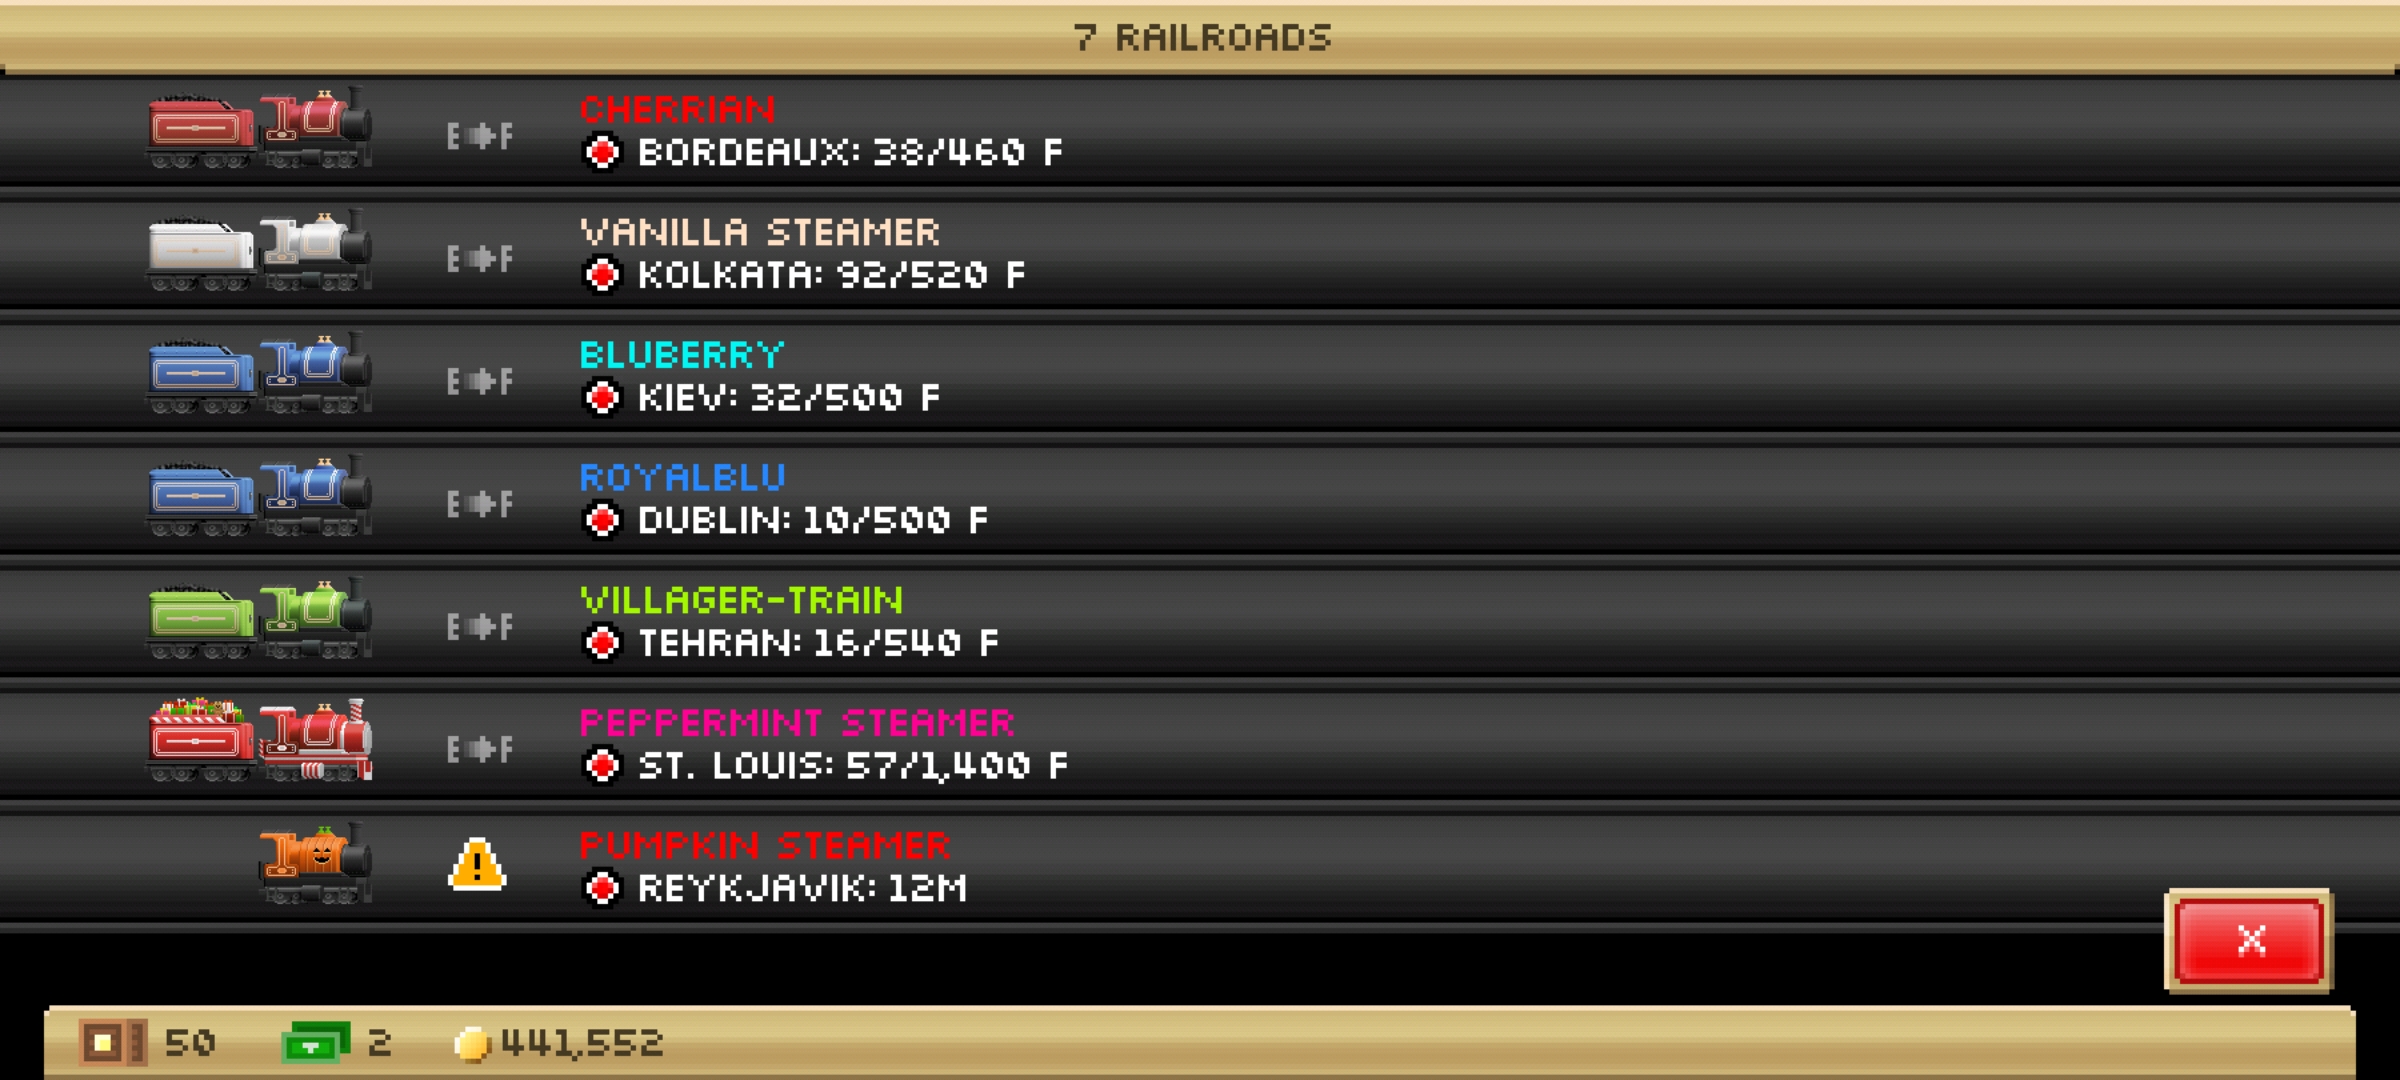 7 RAILROADS
E F CHERRIAN
BORDEAUX: 38/460 F
E F VANILLA STEAMER
KOLKATA: 92/520 F
E F BLUBERRY
KIEV: 32/500 F
E F ROYALBLU
DUBLIN: 10/500 F
E F VILLAGER-TRAIN
TEHRAN: 16/540 F
E F PEPPERMINT STEAMER
ST. LOUIS: 57/1,400 F
! PUMPKIN STEAMER
REYKJAVIK: 12M
X
50 2 441,552